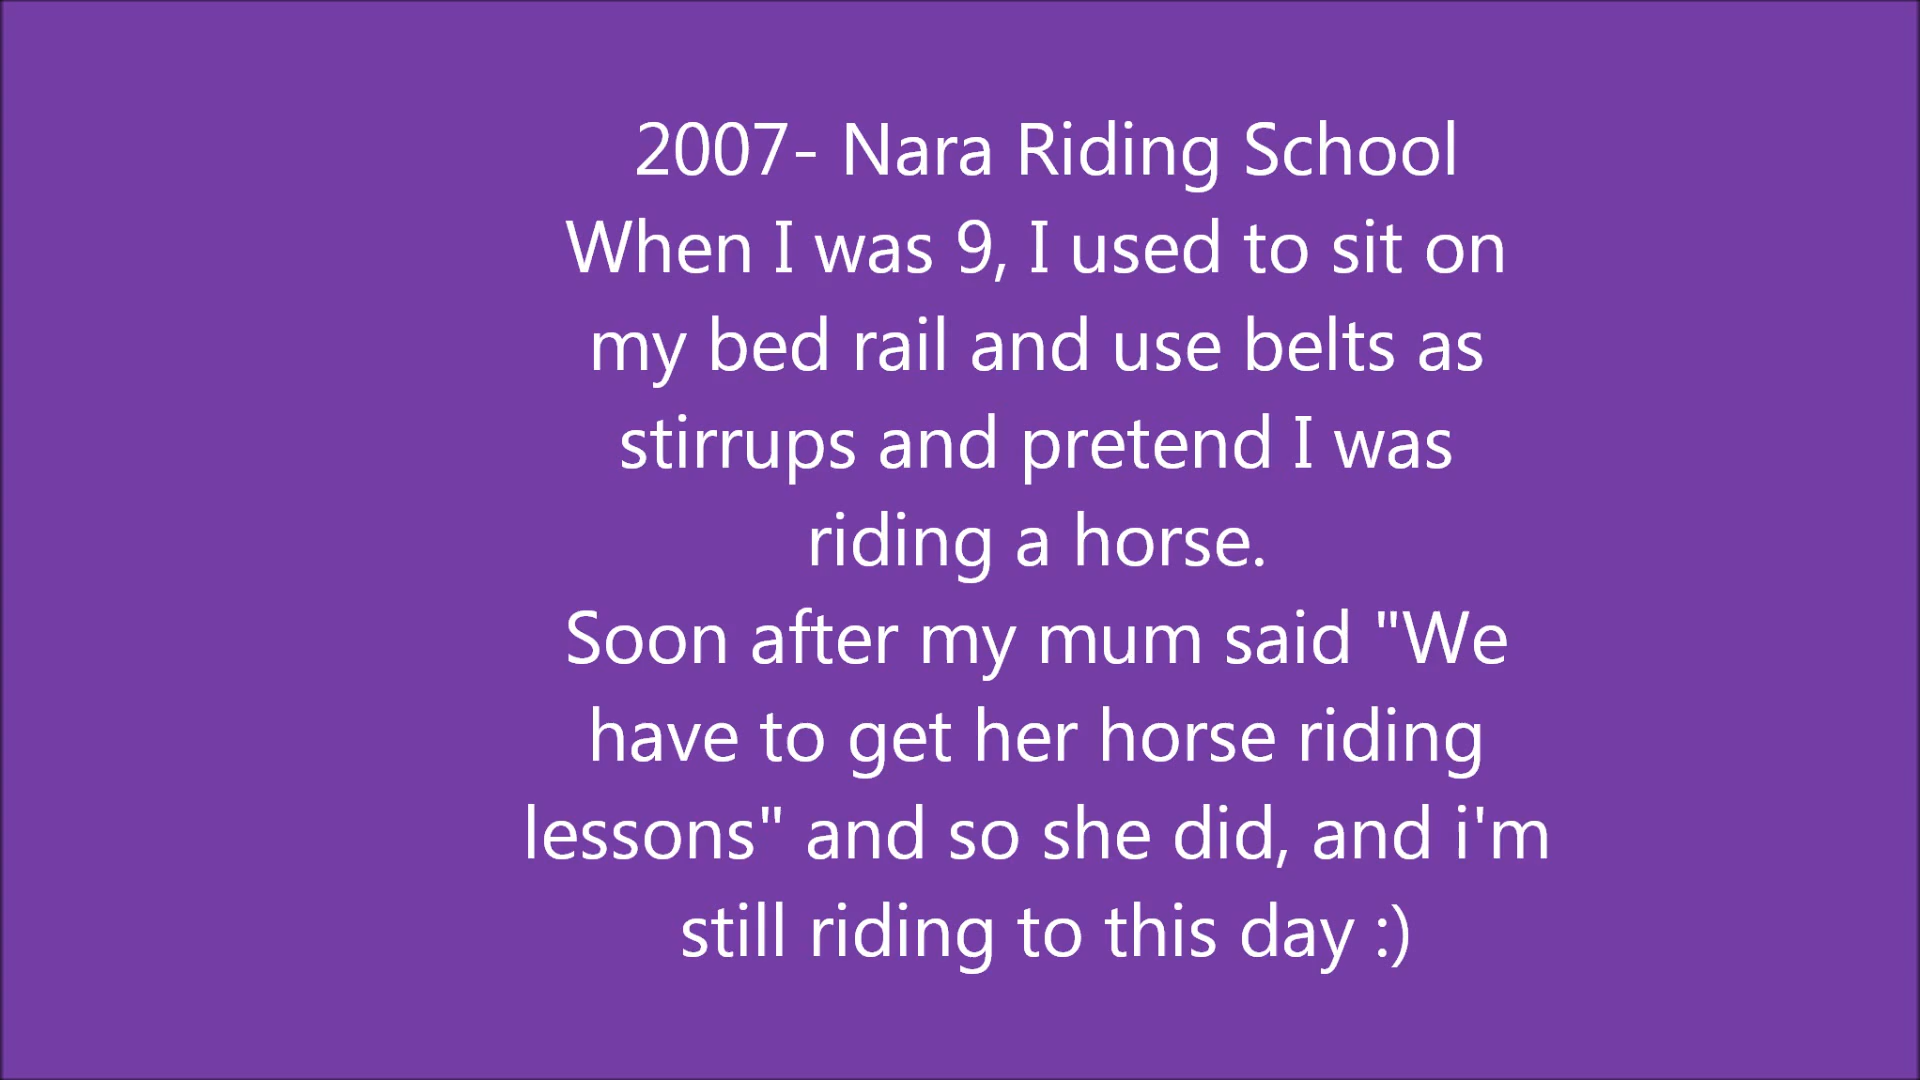 2007- Nara Riding School
When I was 9, I used to sit on
my bed rail and use belts as
stirrups and pretend I was
riding a horse.
Soon after my mum said "We
have to get her horse riding
lessons" and so she did, and i'm
still riding to this day :)